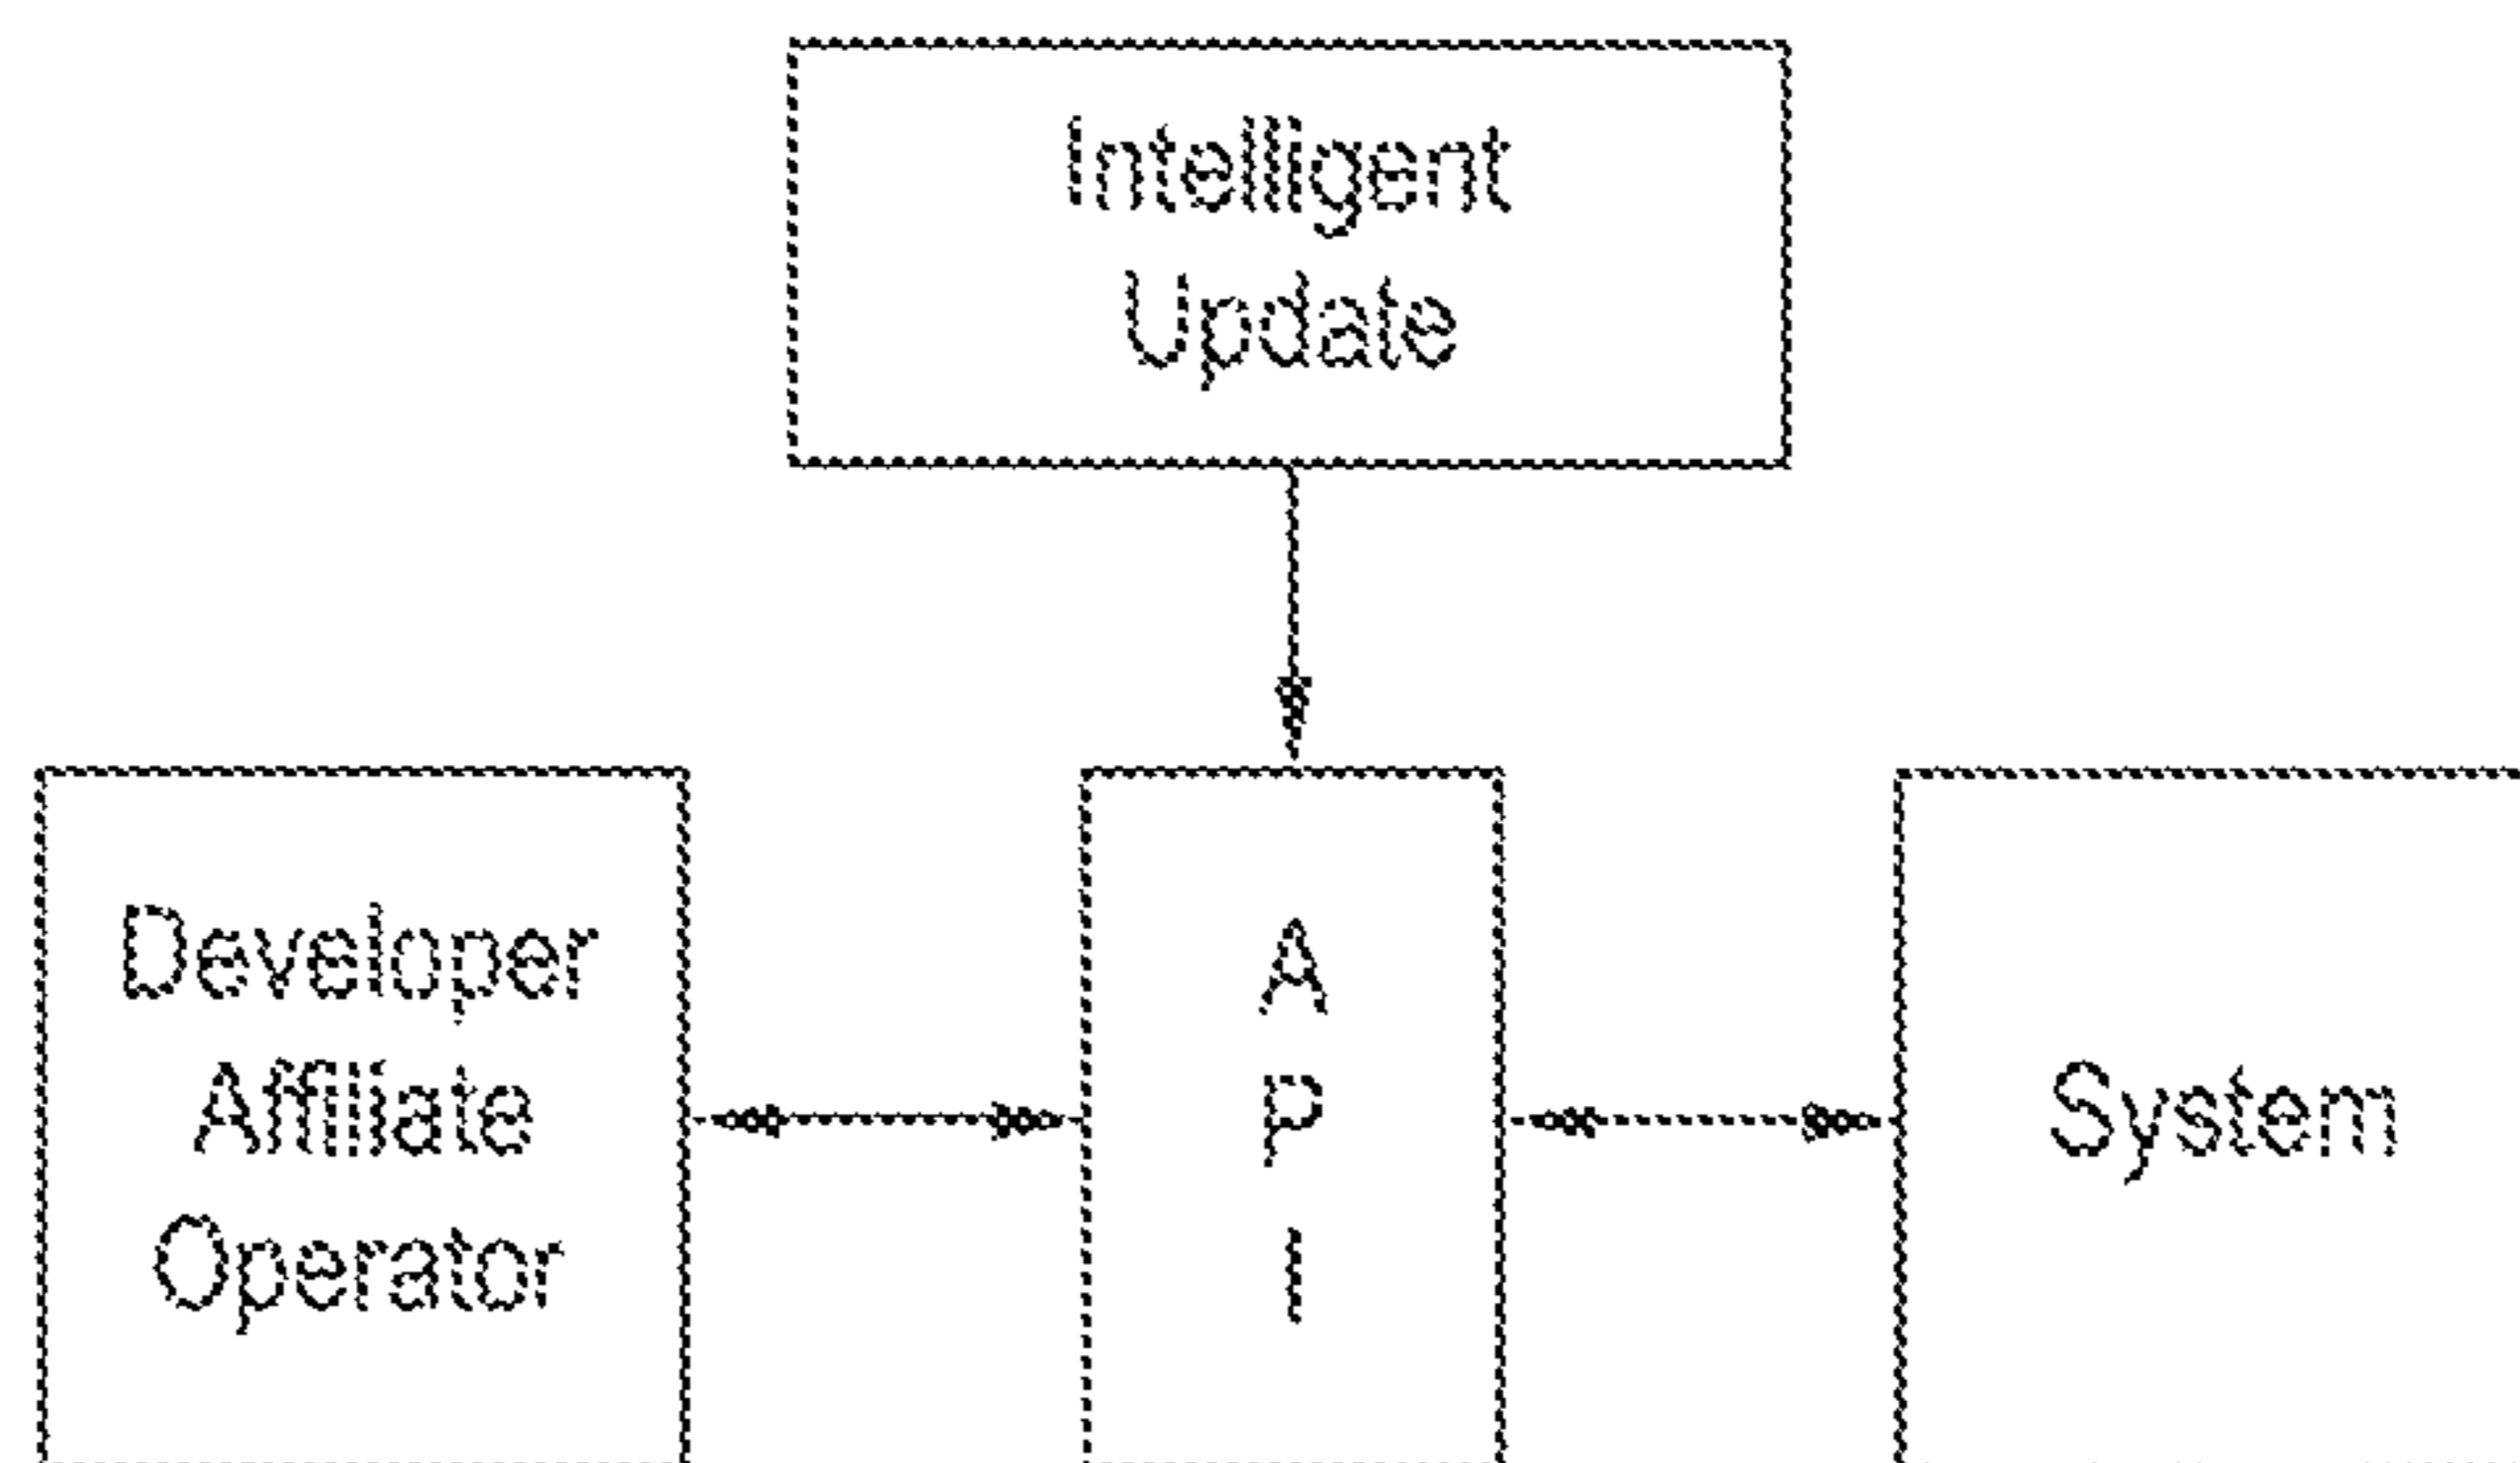 Intelligent
Update
Developer
Affiliate
Operator
A
P
I
System